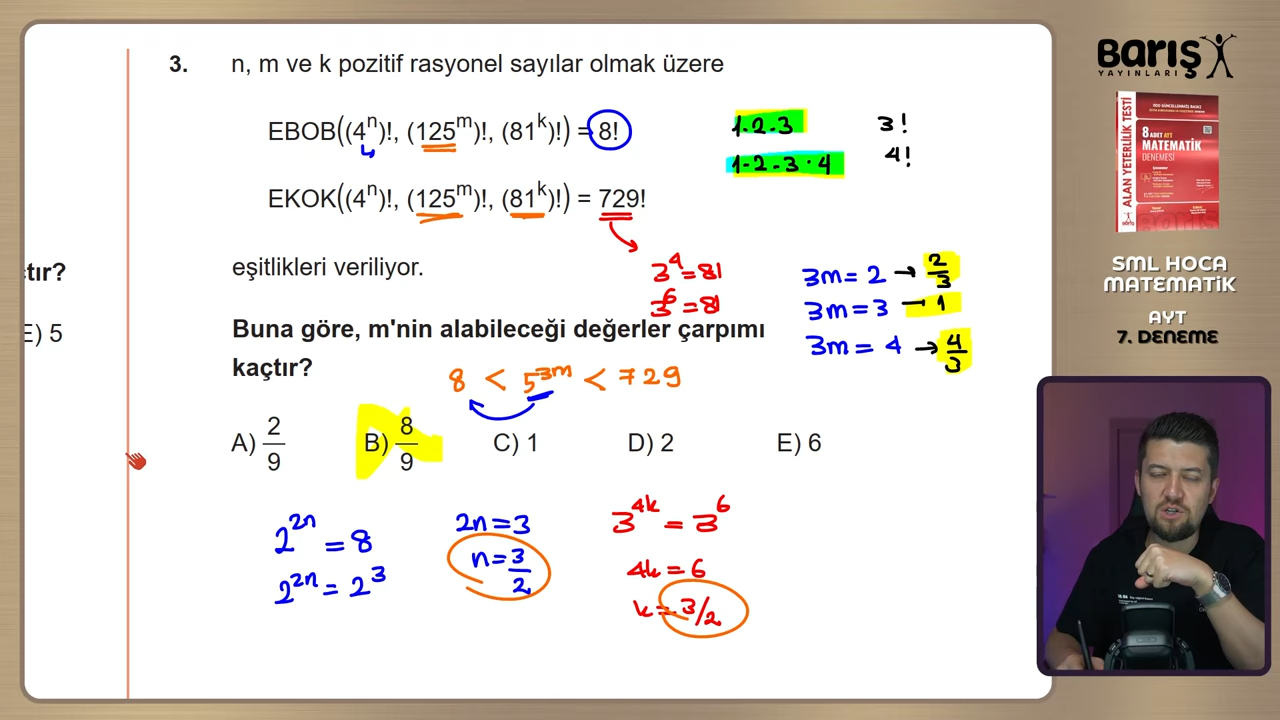 3. n, m ve k pozitif rasyonel sayılar olmak üzere
EBOB((4ⁿ)!, (125ᵐ)!, (81ᵏ)!) = 8!
EKOK((4ⁿ)!, (125ᵐ)!, (81ᵏ)!) = 729!
eşitlikleri veriliyor.
Buna göre, m'nin alabileceği değerler çarpımı
kaçtır?
A) 2/9 B) 8/9 C) 1 D) 2 E) 6
1.2.3 3!
1.2.3.4 4!
3⁴=81
3⁶=81
3m=2 → 2/3
3m=3 → 1
3m=4 → 4/3
8 < 5³ᵐ < 729
2²ⁿ = 8
2²ⁿ = 2³
2n=3
n=3/2
3⁴ᵏ = 3⁶
4k=6
k=3/2
tır?
E) 5
BARIŞ
YAYINLARI
ALAN YETERLİLİK TESTİ
8 ADET AYT
MATEMATİK
DENEMESİ
SML HOCA
MATEMATİK
AYT
7. DENEME